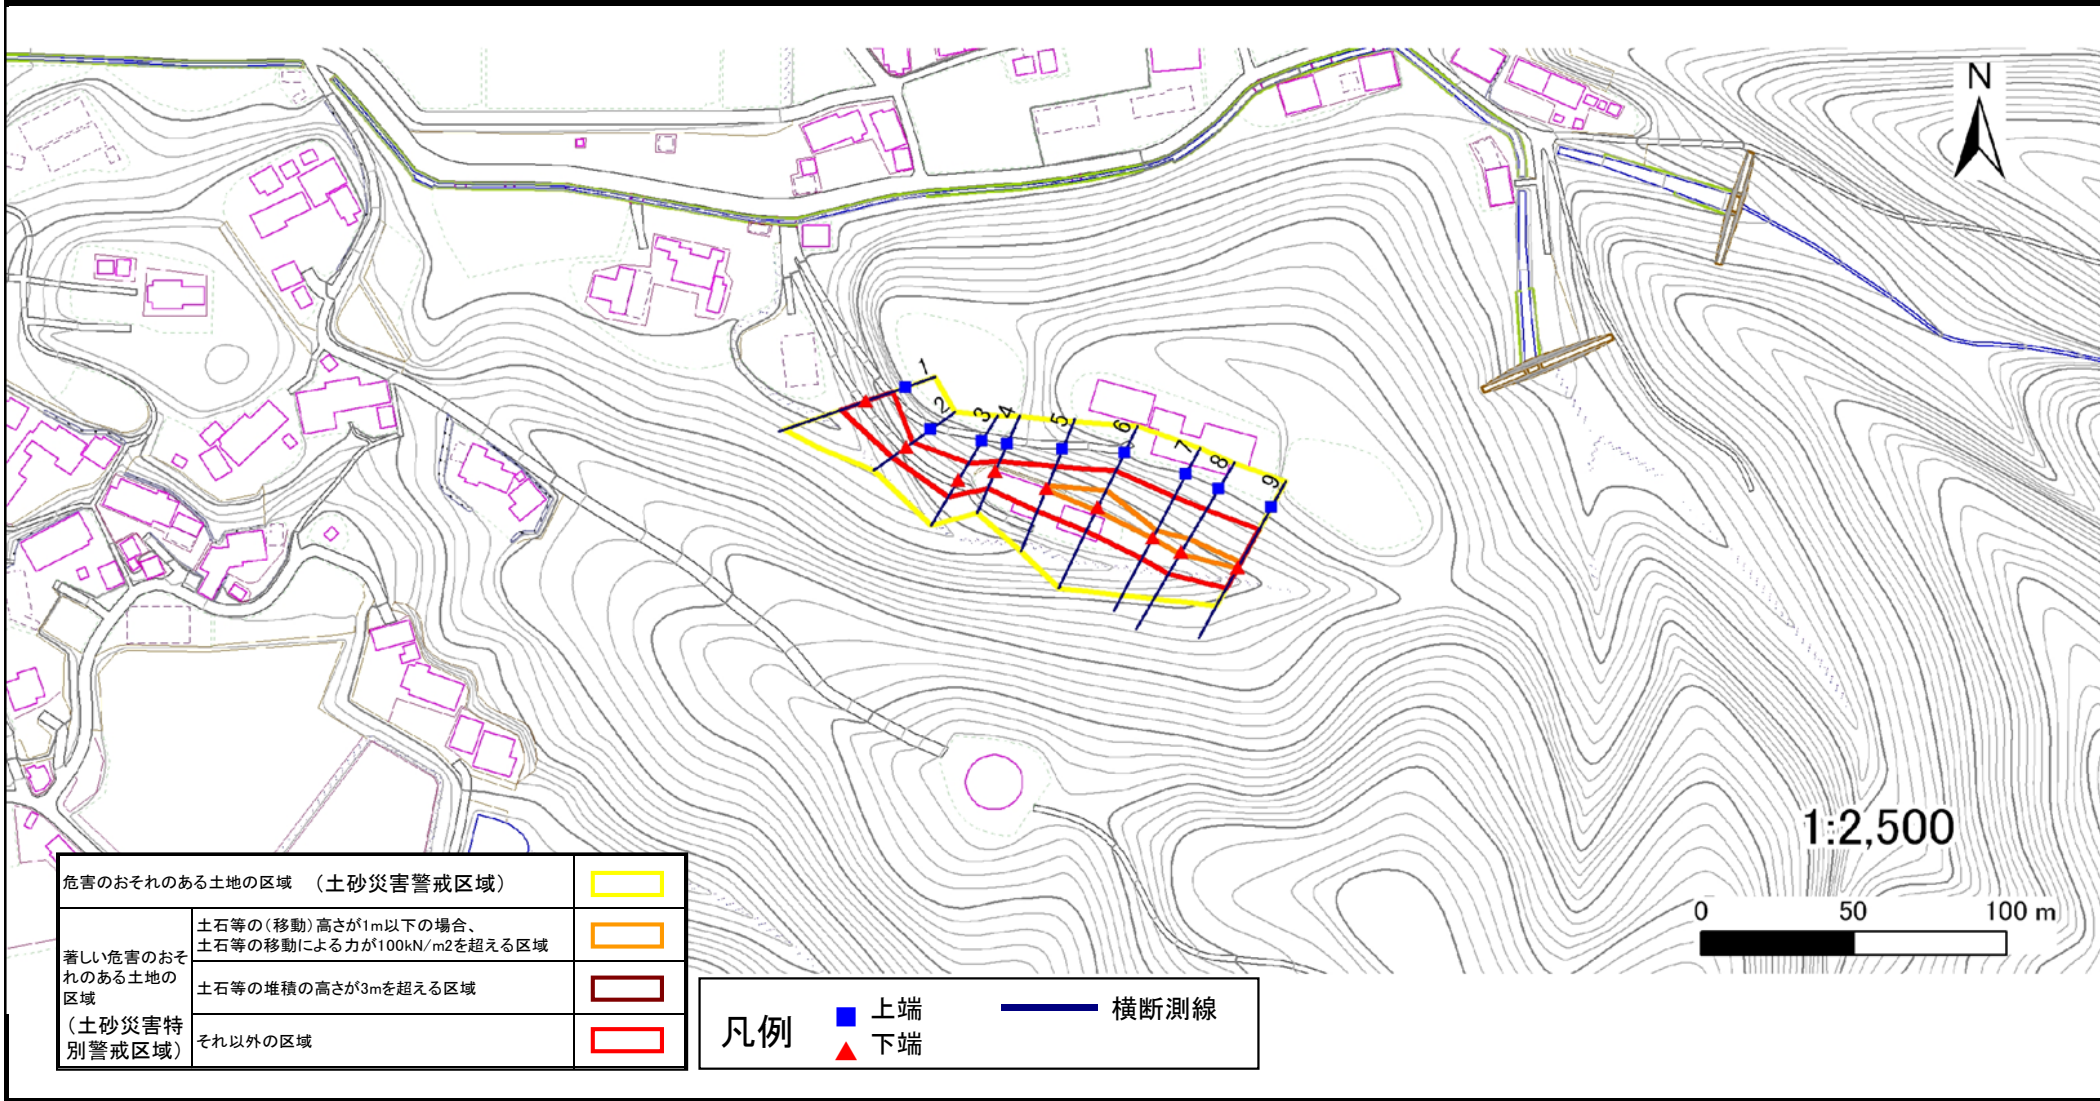 N
1
2
3
4
5
6
7
8
9
1:2,500
0 50 100 m
危害のおそれのある土地の区域 （土砂災害警戒区域）
著しい危害のおそ
れのある土地の
区域
（土砂災害特
別警戒区域）
土石等の（移動）高さが1m以下の場合、
土石等の移動による力が100kN/m2を超える区域
土石等の堆積の高さが3mを超える区域
それ以外の区域
凡例
上端
下端
横断測線